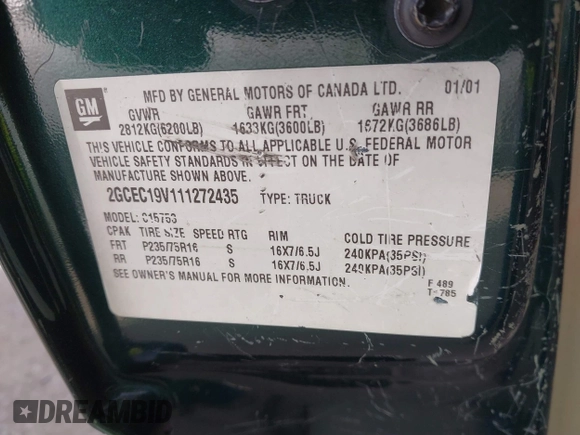 GM
MFD BY GENERAL MOTORS OF CANADA LTD. 01/01
GVWR GAWR FRT GAWR RR
2812KG(6200LB) 1633KG(3600LB) 1672KG(3686LB)
THIS VEHICLE CONFORMS TO ALL APPLICABLE U.S. FEDERAL MOTOR
VEHICLE SAFETY STANDARDS IN EFFECT ON THE DATE OF
MANUFACTURE SHOWN ABOVE.
2GCEC19V111272435 TYPE: TRUCK
MODEL: C15753
CPAK TIRE SIZE SPEED RTG RIM COLD TIRE PRESSURE
FRT P235/75R16 S 16X7/6.5J 240KPA(35PSI)
RR P235/75R16 S 16X7/6.5J 240KPA(35PSI)
SEE OWNER'S MANUAL FOR MORE INFORMATION.
F 489
T 785
DREAMBID